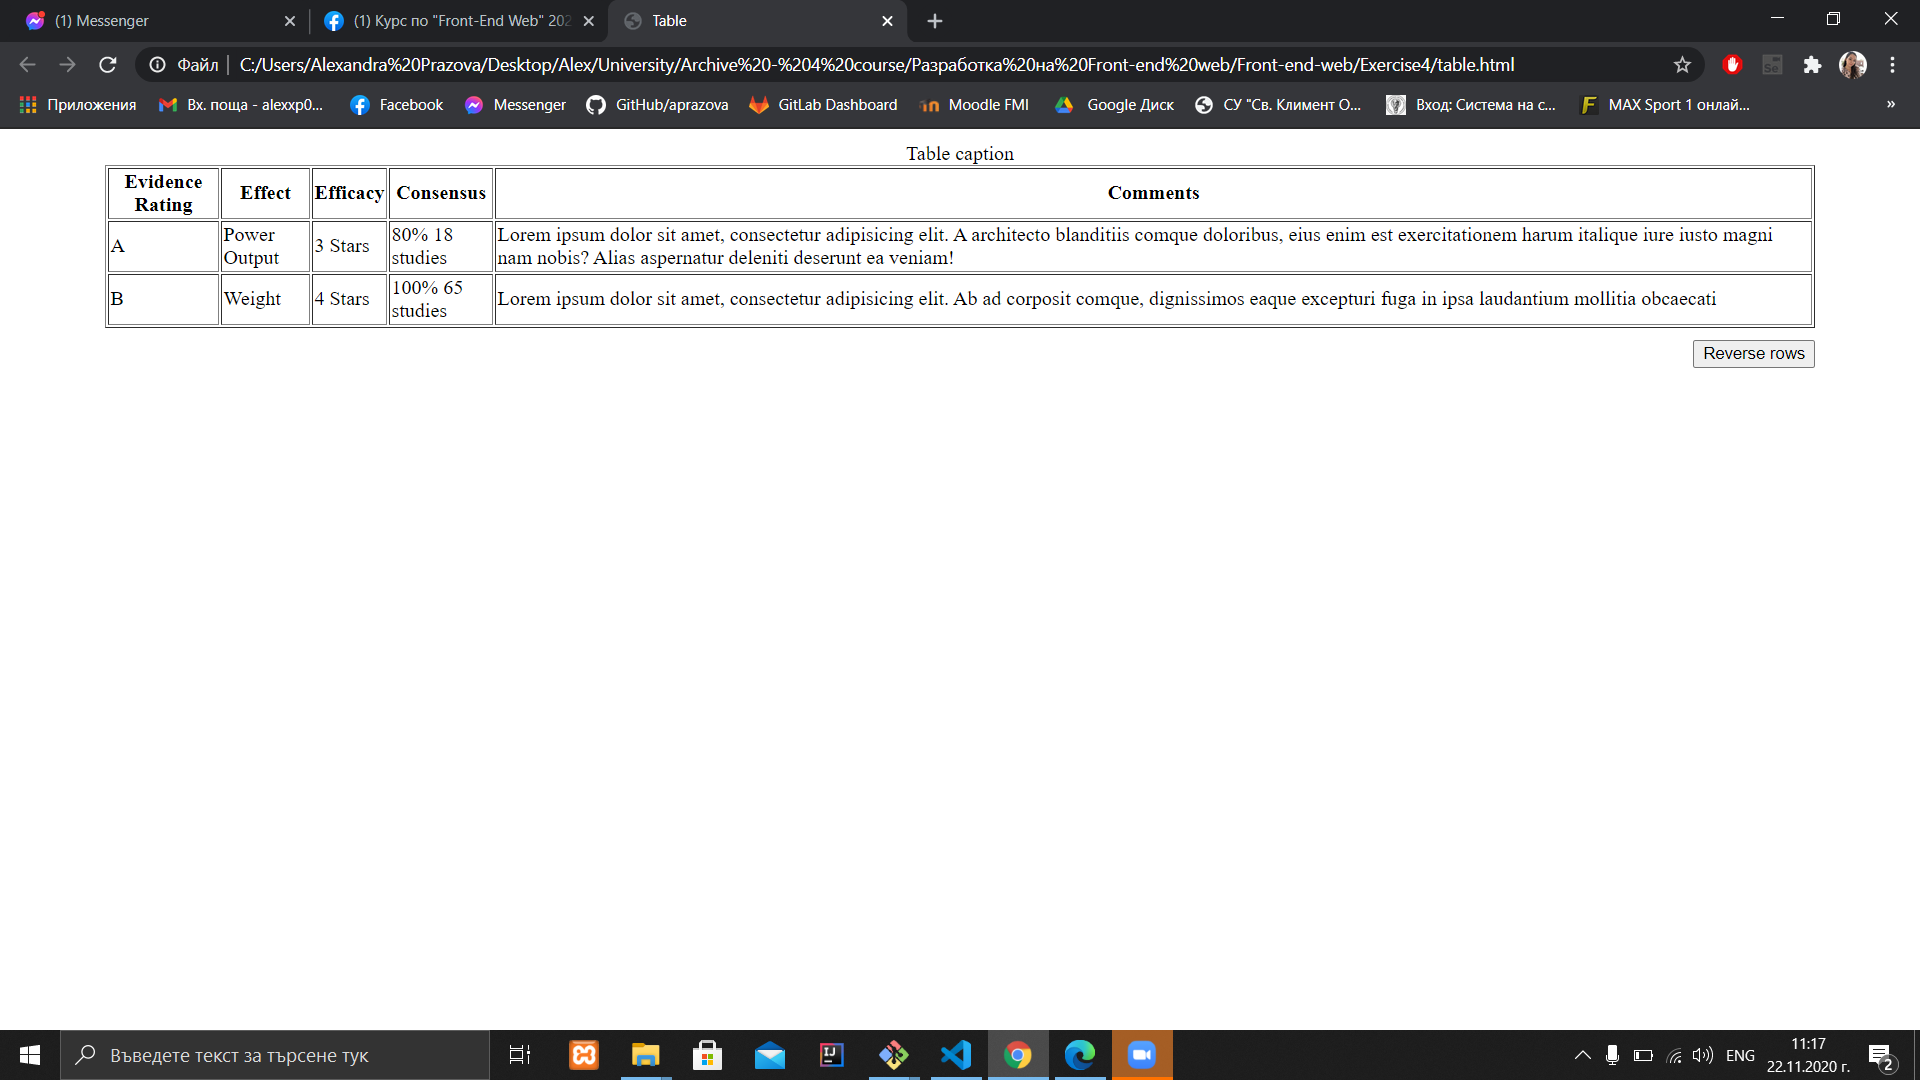 (1) Messenger
(1) Курс по "Front-End Web" 202
Table
Файл
C:/Users/Alexandra%20Prazova/Desktop/Alex/University/Archive%20-%204%20course/Разработка%20на%20Front-end%20web/Front-end-web/Exercise4/table.html
Приложения
Вх. поща - alexxp0...
Facebook
Messenger
GitHub/aprazova
GitLab Dashboard
Moodle FMI
Google Диск
СУ "Св. Климент О...
Вход: Система на с...
MAX Sport 1 онлай...
»
Table caption
Evidence
Rating
Effect
Efficacy
Consensus
Comments
A
Power
Output
3 Stars
80% 18
studies
Lorem ipsum dolor sit amet, consectetur adipisicing elit. A architecto blanditiis comque doloribus, eius enim est exercitationem harum italique iure iusto magni
nam nobis? Alias aspernatur deleniti deserunt ea veniam!
B
Weight
4 Stars
100% 65
studies
Lorem ipsum dolor sit amet, consectetur adipisicing elit. Ab ad corposit comque, dignissimos eaque excepturi fuga in ipsa laudantium mollitia obcaecati
Reverse rows
Въведете текст за търсене тук
ENG
11:17
22.11.2020 г.
2